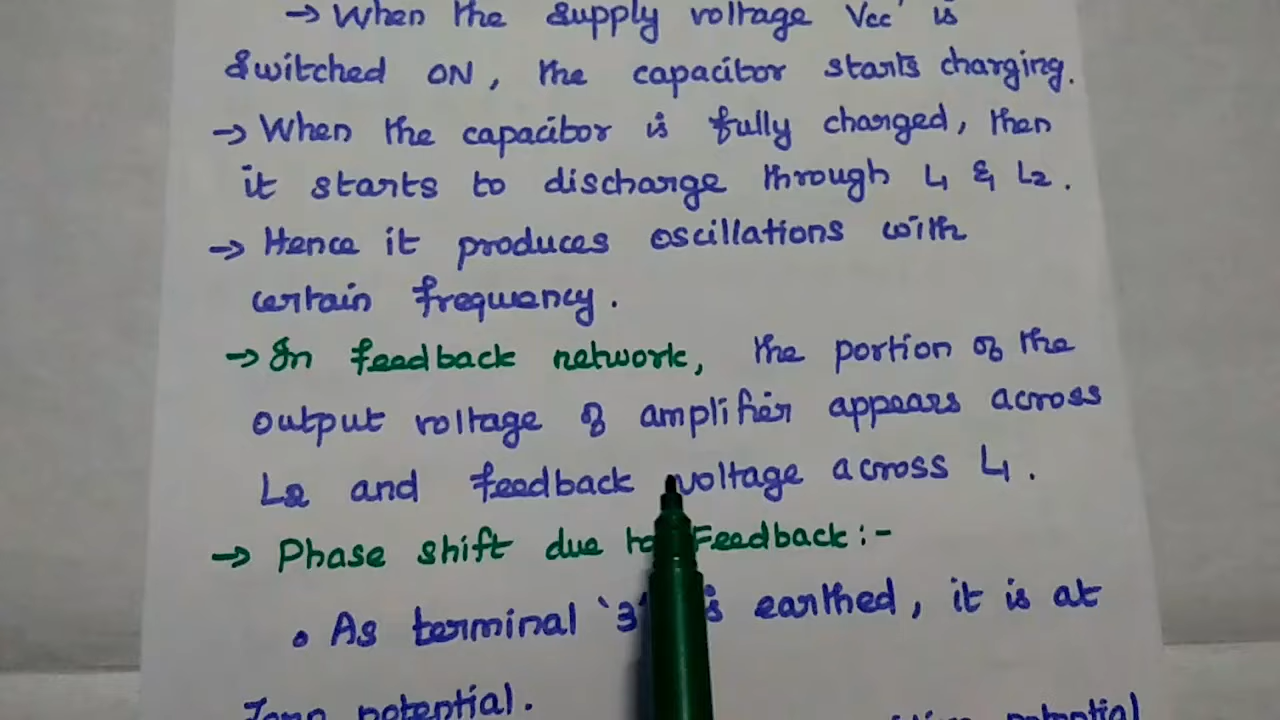 → When the supply voltage Vcc is
switched ON, the capacitor starts charging.
→ When the capacitor is fully charged, then
it starts to discharge through L1 & L2.
→ Hence it produces oscillations with
certain frequency.
→ In feedback network, the portion of the
output voltage of amplifier appears across
L2 and feedback voltage across L1.
→ Phase shift due to Feedback:-
• As terminal '3' is earthed, it is at
Zero potential.
potential